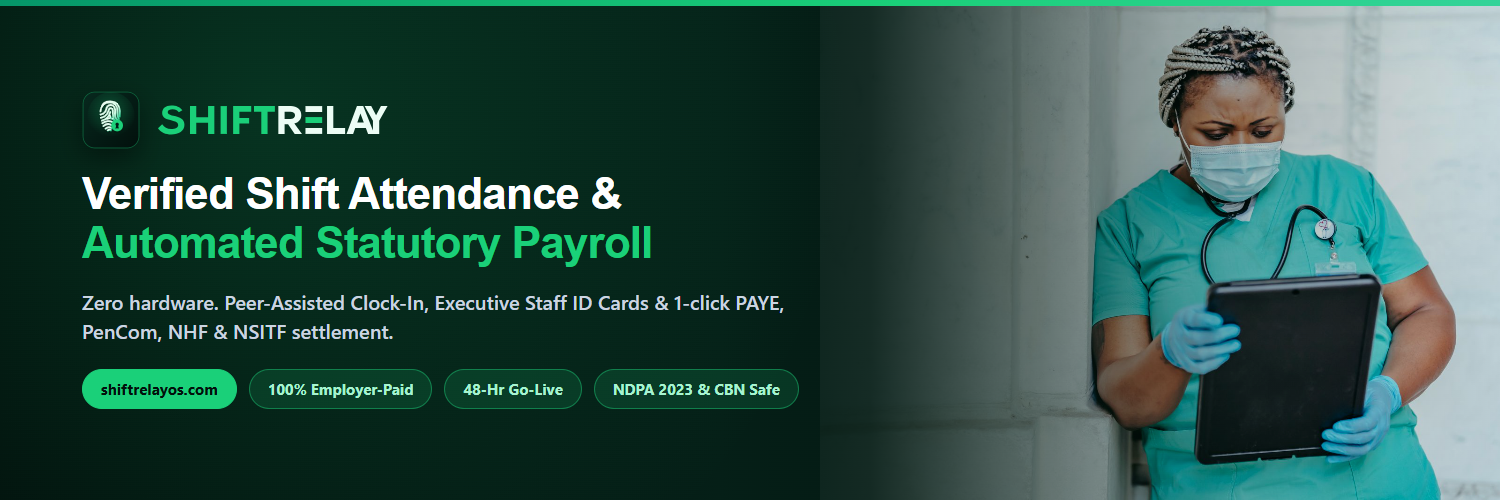 SHIFTRELAY
Verified Shift Attendance &
Automated Statutory Payroll
Zero hardware. Peer-Assisted Clock-In, Executive Staff ID Cards & 1-click PAYE,
PenCom, NHF & NSITF settlement.
shiftrelayos.com
100% Employer-Paid
48-Hr Go-Live
NDPA 2023 & CBN Safe